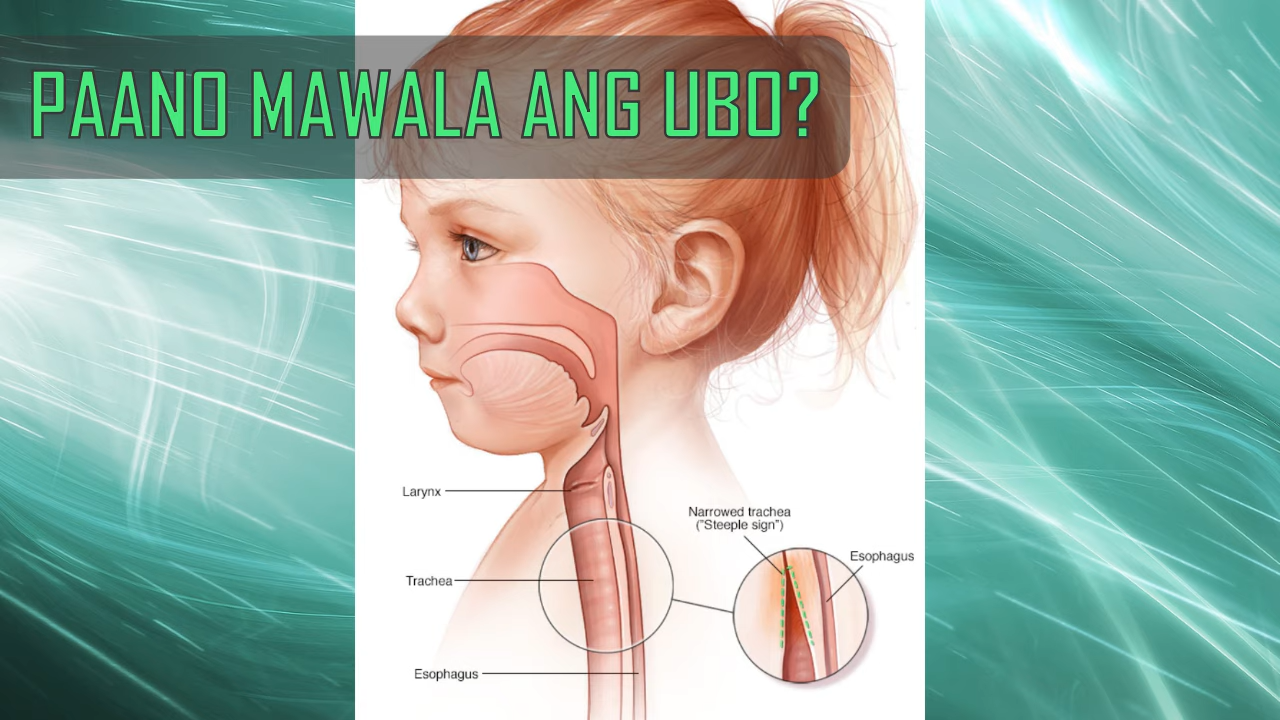 PAANO MAWALA ANG UBO?
Larynx
Narrowed trachea
("Steeple sign")
Esophagus
Trachea
Esophagus